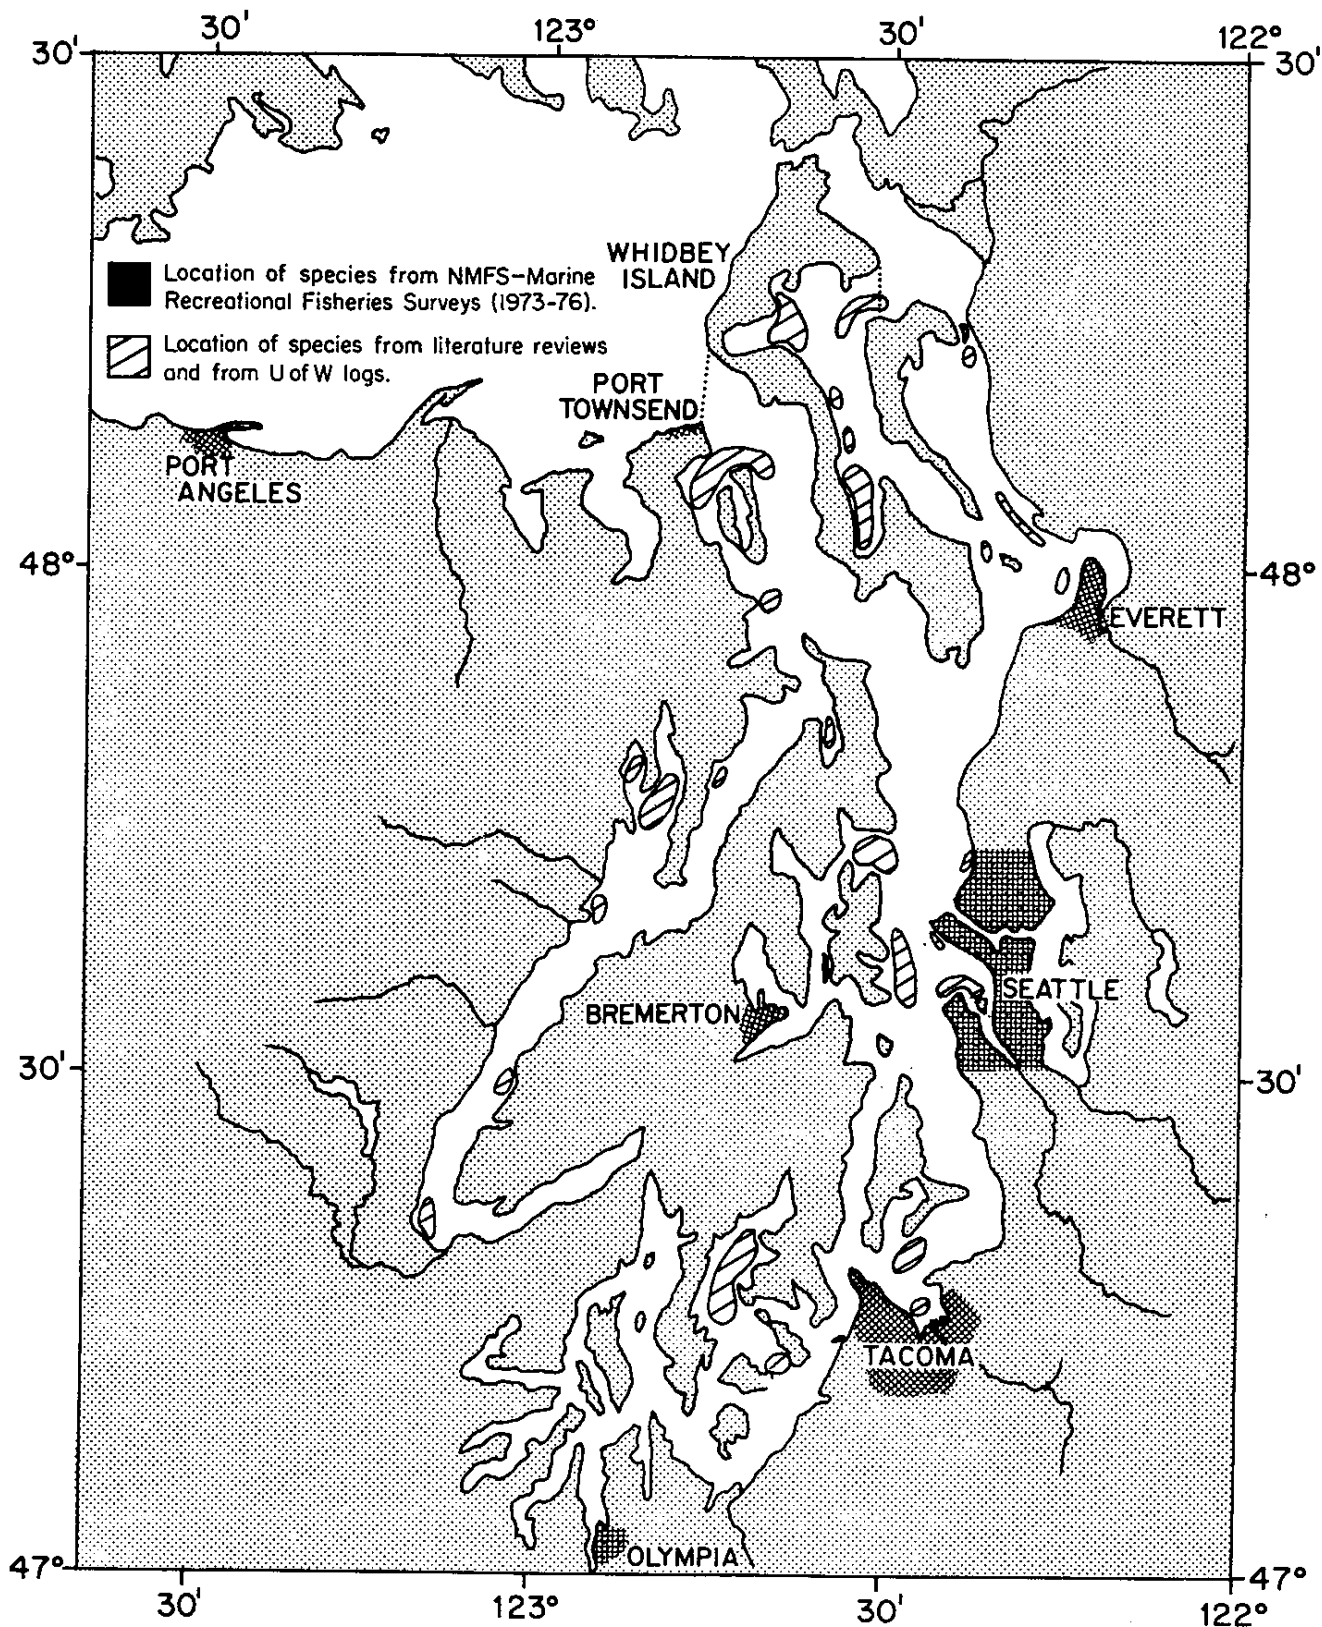 30' 123° 30' 122°
30' 30'
WHIDBEY
ISLAND
Location of species from NMFS-Marine
Recreational Fisheries Surveys (1973-76).
Location of species from literature reviews
and from U of W logs.
PORT
TOWNSEND
PORT
ANGELES
48° 48°
EVERETT
SEATTLE
BREMERTON
30' 30'
TACOMA
OLYMPIA
47° 47°
30' 123° 30' 122°